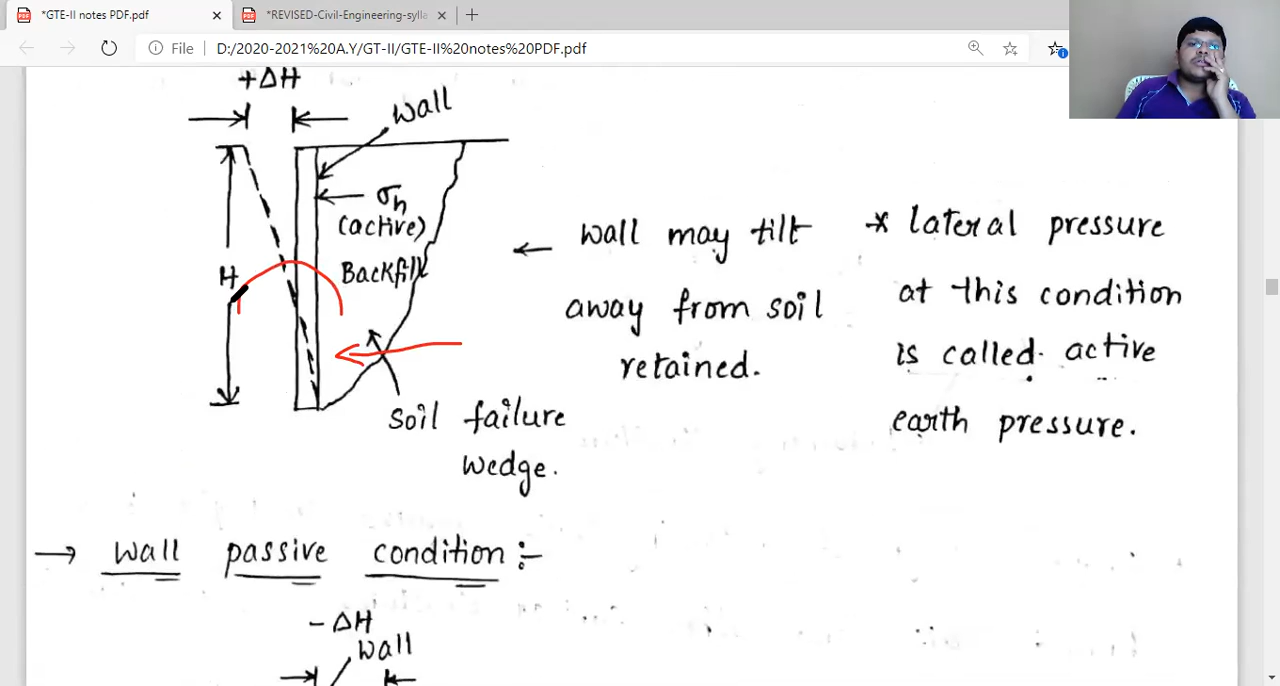 *GTE-II notes PDF.pdf
*REVISED-Civil-Engineering-sylla
File
D:/2020-2021%20A.Y/GT-II/GTE-II%20notes%20PDF.pdf
+ΔH
wall
σh
(active)
H
Backfill
soil failure
wedge.
← wall may tilt
away from soil
retained.
* lateral pressure
at this condition
is called active
earth pressure.
→ wall passive condition :-
- ΔH
wall